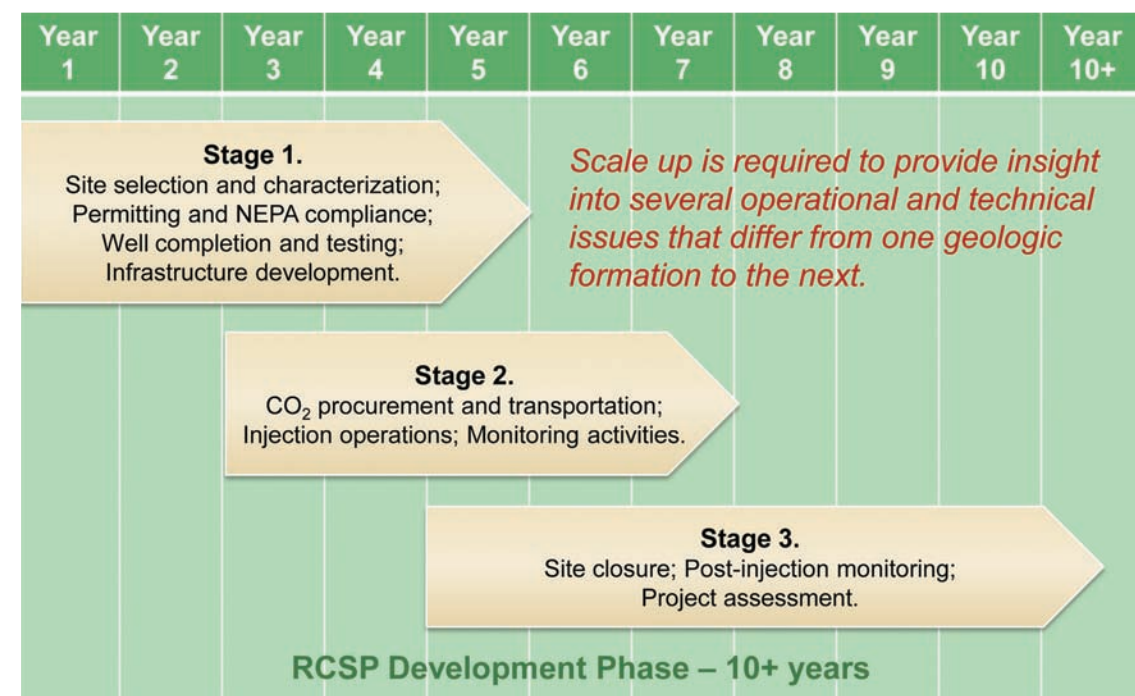 Year 1
Year 2
Year 3
Year 4
Year 5
Year 6
Year 7
Year 8
Year 9
Year 10
Year 10+
Stage 1.
Site selection and characterization;
Permitting and NEPA compliance;
Well completion and testing;
Infrastructure development.
Scale up is required to provide insight
into several operational and technical
issues that differ from one geologic
formation to the next.
Stage 2.
CO₂ procurement and transportation;
Injection operations; Monitoring activities.
Stage 3.
Site closure; Post-injection monitoring;
Project assessment.
RCSP Development Phase – 10+ years